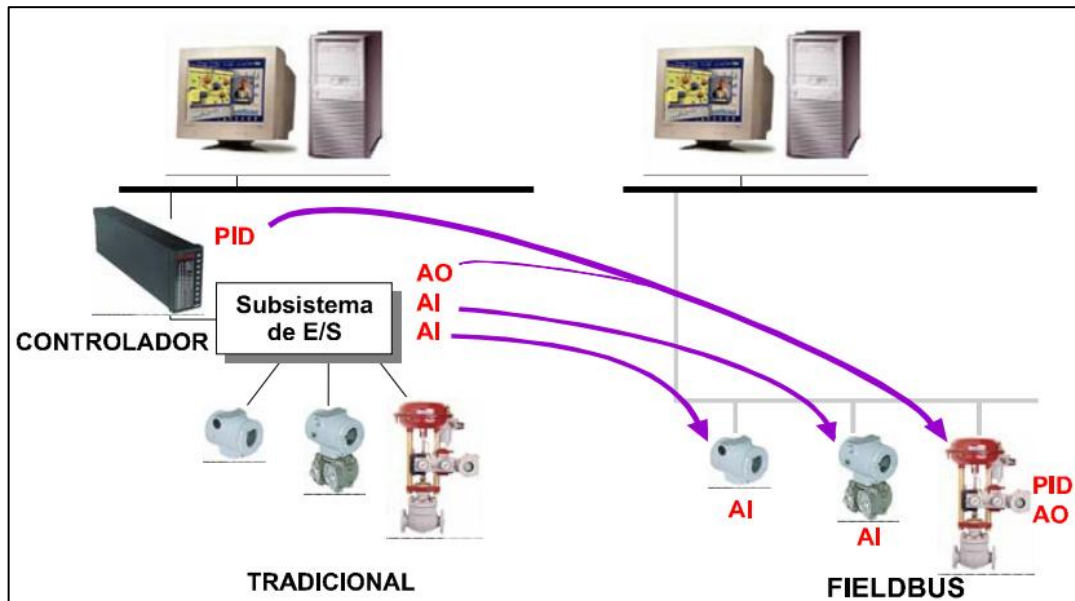 PID
AO
AI
AI
Subsistema
de E/S
CONTROLADOR
AI
AI
PID
AO
TRADICIONAL
FIELDBUS